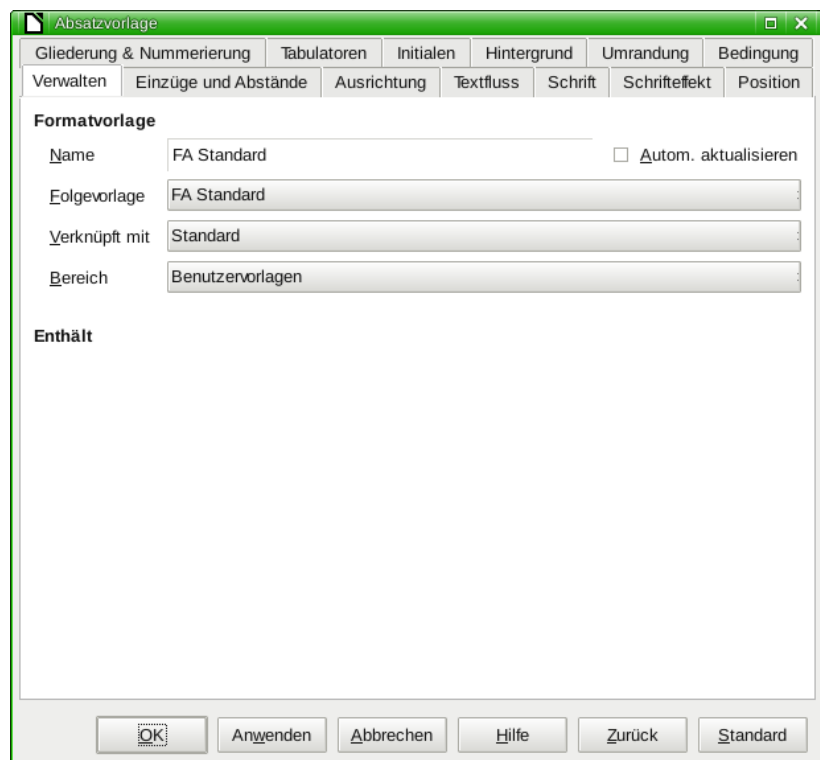 Absatzvorlage
Gliederung & Nummerierung Tabulatoren Initialen Hintergrund Umrandung Bedingung
Verwalten Einzüge und Abstände Ausrichtung Textfluss Schrift Schrifteffekt Position
Formatvorlage
Name FA Standard Autom. aktualisieren
Folgevorlage FA Standard
Verknüpft mit Standard
Bereich Benutzervorlagen
Enthält
OK Anwenden Abbrechen Hilfe Zurück Standard